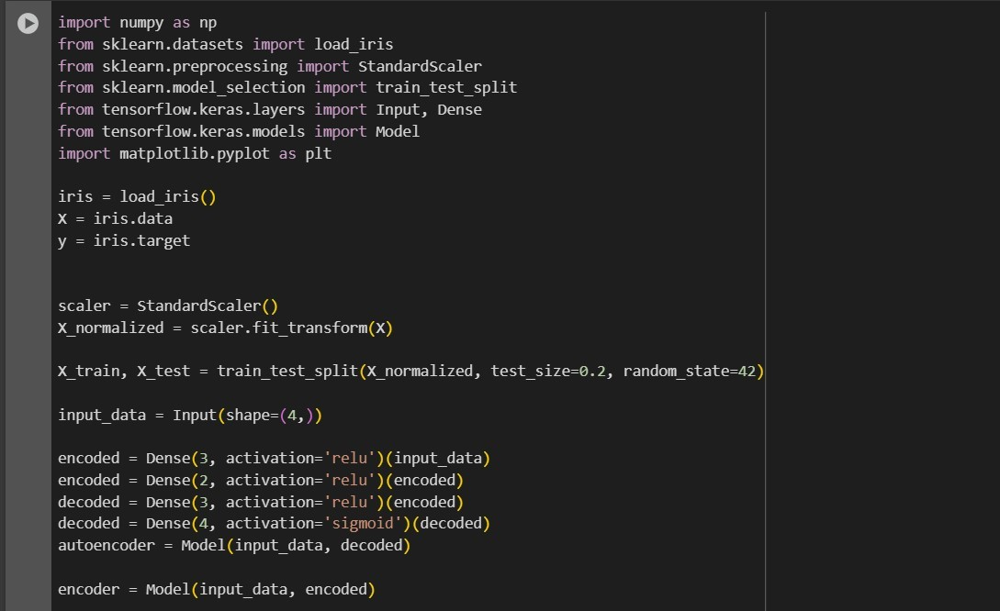 import numpy as np
from sklearn.datasets import load_iris
from sklearn.preprocessing import StandardScaler
from sklearn.model_selection import train_test_split
from tensorflow.keras.layers import Input, Dense
from tensorflow.keras.models import Model
import matplotlib.pyplot as plt
iris = load_iris()
X = iris.data
y = iris.target
scaler = StandardScaler()
X_normalized = scaler.fit_transform(X)
X_train, X_test = train_test_split(X_normalized, test_size=0.2, random_state=42)
input_data = Input(shape=(4,))
encoded = Dense(3, activation='relu')(input_data)
encoded = Dense(2, activation='relu')(encoded)
decoded = Dense(3, activation='relu')(encoded)
decoded = Dense(4, activation='sigmoid')(decoded)
autoencoder = Model(input_data, decoded)
encoder = Model(input_data, encoded)